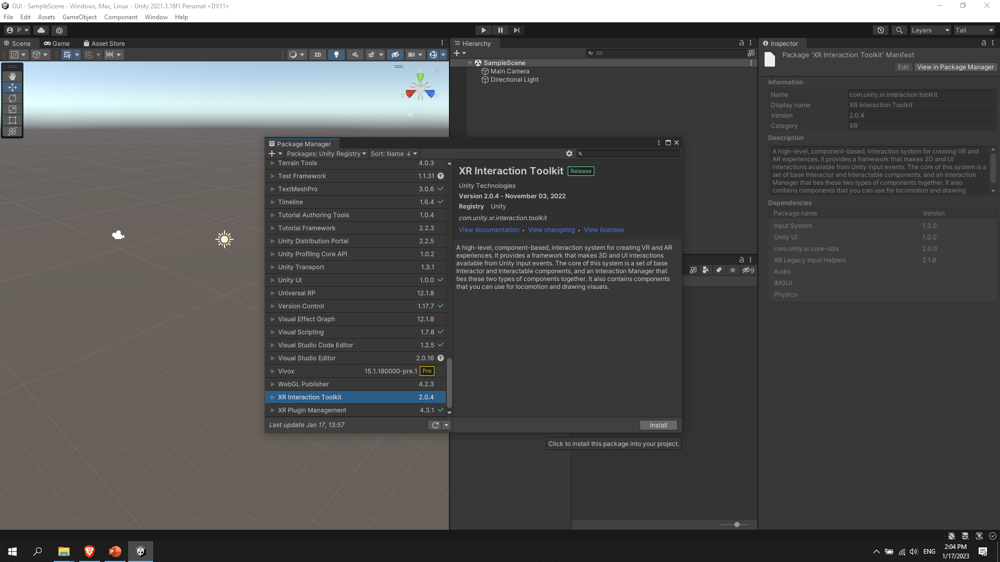 GUI - SampleScene - Windows, Mac, Linux - Unity 2021.3.16f1 Personal <DX11>
File Edit Assets GameObject Component Window Help
P
Layers
Tall
Scene Game Asset Store
2D
Hierarchy
All
SampleScene
Main Camera
Directional Light
Inspector
Package 'XR Interaction Toolkit' Manifest
Edit
View in Package Manager
Information
Name com.unity.xr.interaction.toolkit
Display name XR Interaction Toolkit
Version 2.0.4
Category XR
Description
A high-level, component-based, interaction system for creating VR and
AR experiences. It provides a framework that makes 3D and UI
interactions available from Unity input events. The core of this system is a
set of base Interactor and Interactable components, and an Interaction
Manager that ties these two types of components together. It also
contains components that you can use for locomotion and drawing
Dependencies
Package name Version
Input System 1.3.0
Unity UI 1.0.0
com.unity.xr.core-utils 2.0.0
XR Legacy Input Helpers 2.1.8
Audio
IMGUI
Physics
9
Package Manager
Packages: Unity Registry
Sort: Name ↓
Terrain Tools 4.0.3
Test Framework 1.1.31
TextMeshPro 3.0.6
Timeline 1.6.4
Tutorial Authoring Tools 1.0.4
Tutorial Framework 2.2.3
Unity Distribution Portal 2.2.5
Unity Profiling Core API 1.0.2
Unity Transport 1.3.1
Unity UI 1.0.0
Universal RP 12.1.8
Version Control 1.17.7
Visual Effect Graph 12.1.8
Visual Scripting 1.7.8
Visual Studio Code Editor 1.2.5
Visual Studio Editor 2.0.16
Vivox 15.1.180000-pre.1 Pre
WebGL Publisher 4.2.3
XR Interaction Toolkit 2.0.4
XR Plugin Management 4.3.1
Last update Jan 17, 13:57
XR Interaction Toolkit Release
Unity Technologies
Version 2.0.4 - November 03, 2022
Registry Unity
com.unity.xr.interaction.toolkit
View documentation • View changelog • View licenses
A high-level, component-based, interaction system for creating VR and AR
experiences. It provides a framework that makes 3D and UI interactions
available from Unity input events. The core of this system is a set of base
Interactor and Interactable components, and an Interaction Manager that
ties these two types of components together. It also contains components
that you can use for locomotion and drawing visuals.
Install
Click to install this package into your project.
ENG
2:04 PM
1/17/2023